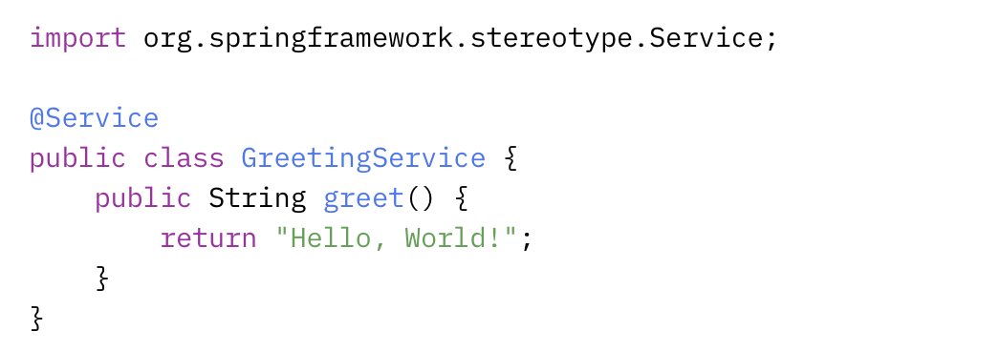 import org.springframework.stereotype.Service;

@Service
public class GreetingService {
    public String greet() {
        return "Hello, World!";
    }
}